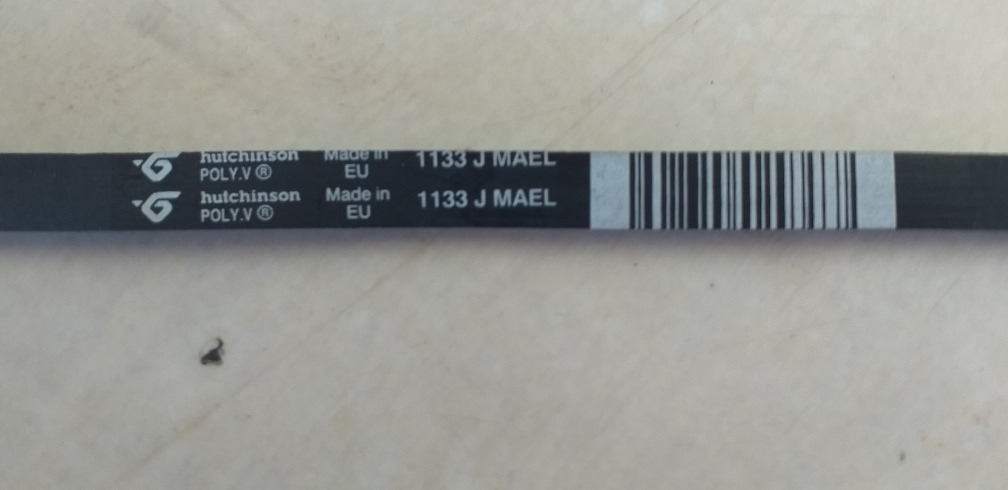 hutchinson Made in 1133 J MAEL
POLY.V ® EU
hutchinson Made in 1133 J MAEL
POLY.V ® EU